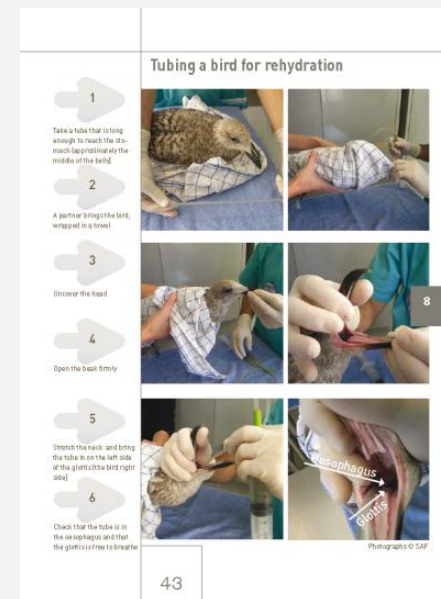 Tubing a bird for rehydration
1
Take a tube that is long
enough to reach the sto-
mach (approximately the
middle of the belly)
2
A partner brings the bird,
wrapped in a towel
3
Uncover the head
4
Open the beak firmly
5
Stretch the neck and bring
the tube in on the left side
of the glottis (the bird right
side)
6
Check that the tube is in
the oesophagus and that
the glottis is free to breathe
8
Oesophagus
Glottis
Photographs © SAF
43